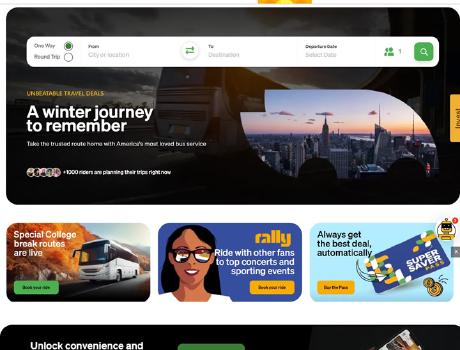 One Way
Round Trip
From
City or location
To
Destination
Departure Date
Select Date
1
UNBEATABLE TRAVEL DEALS
A winter journey
to remember
Take the trusted route home with America's most loved bus service
+1000 riders are planning their trips right now
Invest
Special College
break routes
are live
Book your ride
rally
Ride with other fans
to top concerts and
sporting events
Book your ride
Always get
the best deal,
automatically
Buy the Pass
SUPER
SAVER
PASS
Unlock convenience and